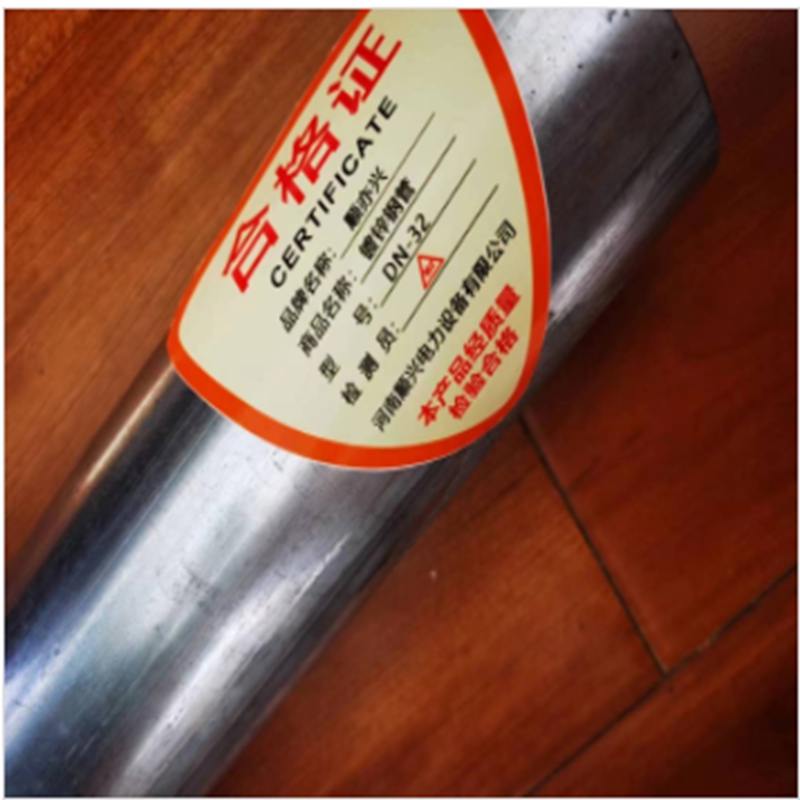 合格证
CERTIFICATE
品牌名称：顺亦兴
商品名称：镀锌钢管
型 号：DN-32
检 测 员：
河南顺兴电力设备有限公司
本产品经质量
检验合格